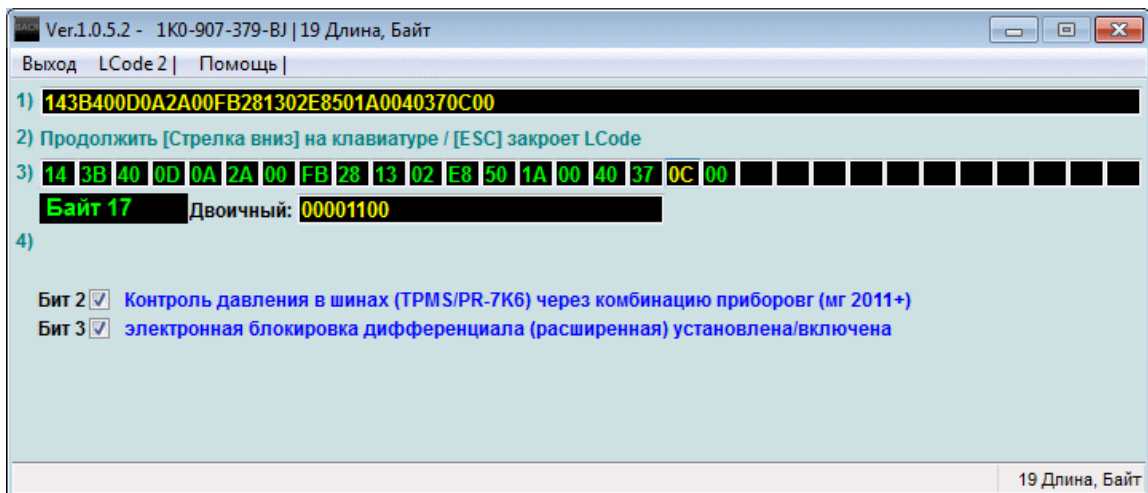 Ver.1.0.5.2 - 1K0-907-379-BJ | 19 Длина, Байт
Выход LCode 2 | Помощь |
1) 143B400D0A2A00FB281302E8501A0040370C00
2) Продолжить [Стрелка вниз] на клавиатуре / [ESC] закроет LCode
3) 14 3B 40 0D 0A 2A 00 FB 28 13 02 E8 50 1A 00 40 37 0C 00
Байт 17 Двоичный: 00001100
4)
Бит 2 Контроль давления в шинах (TPMS/PR-7K6) через комбинацию приборовг (мг 2011+)
Бит 3 электронная блокировка дифференциала (расширенная) установлена/включена
19 Длина, Байт